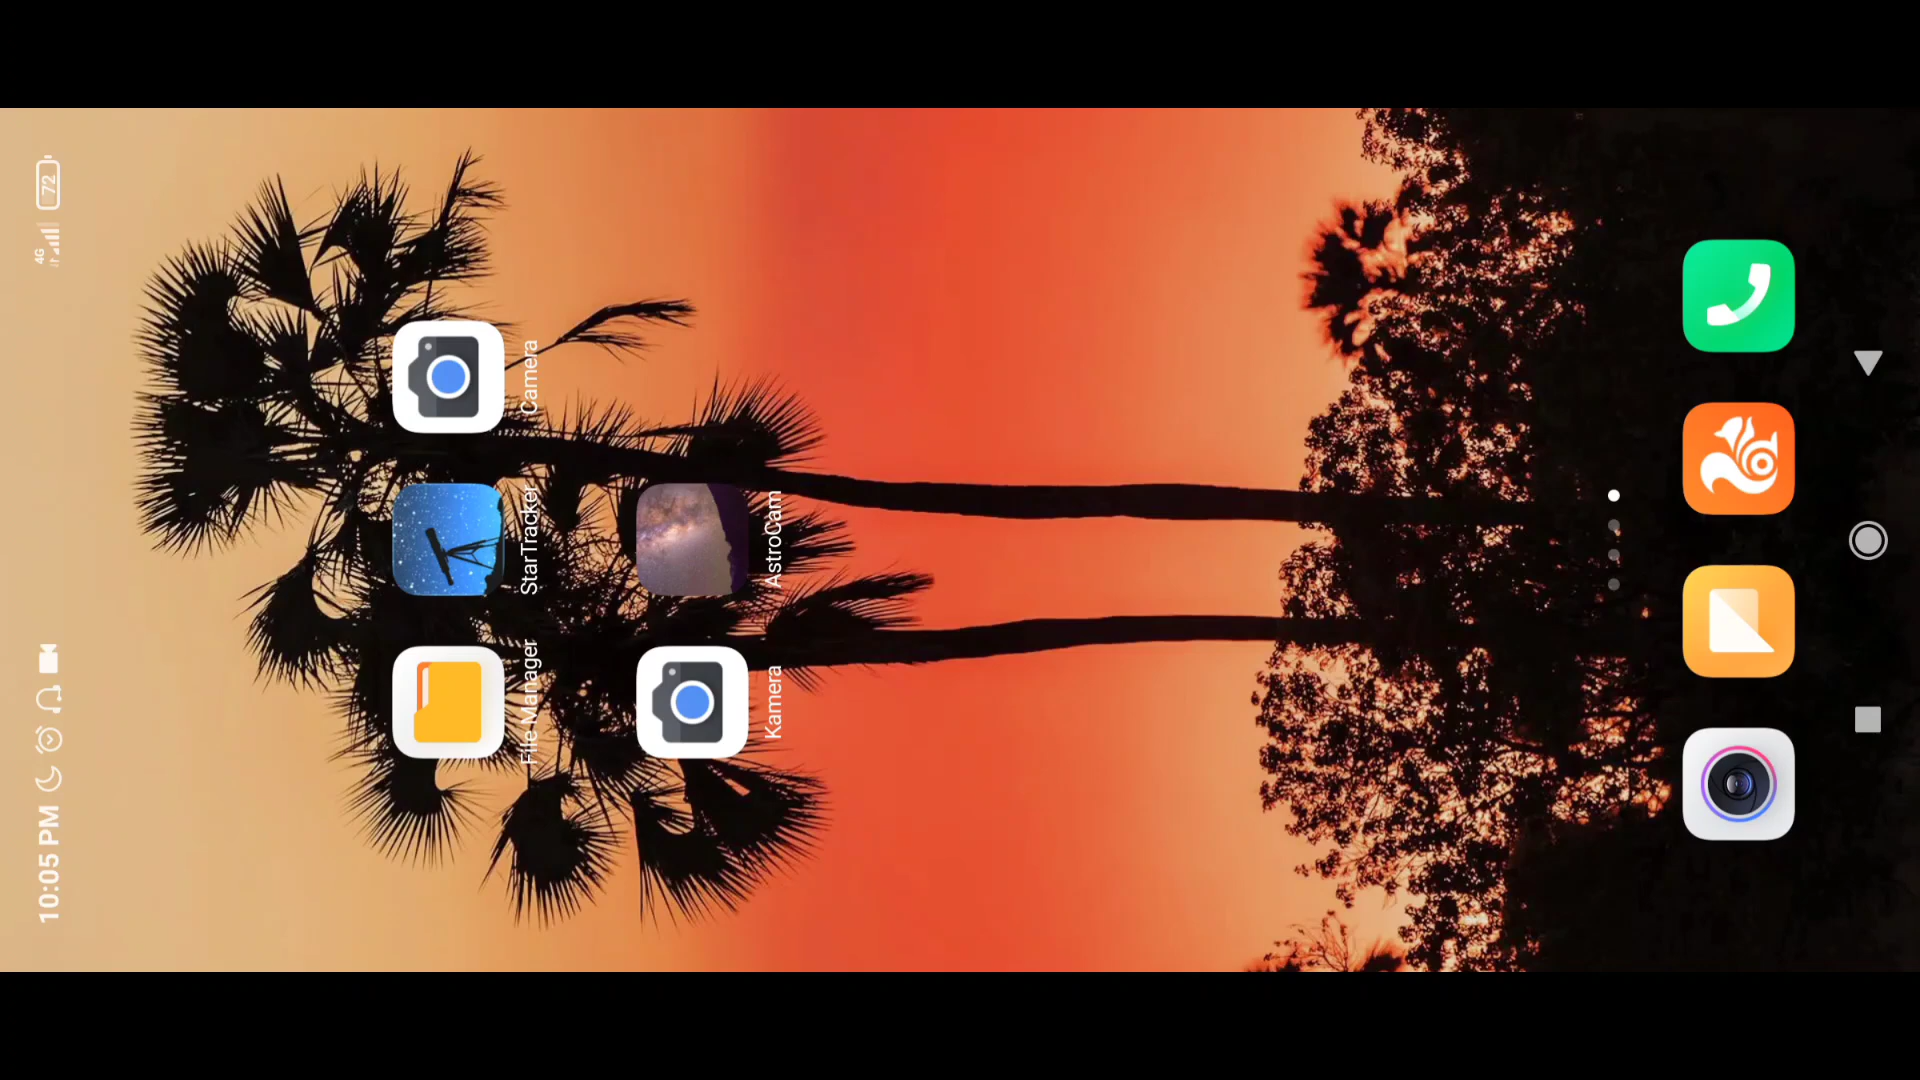 10:05 PM
4G
72
File Manager
StarTracker
Camera
Kamera
AstroCam